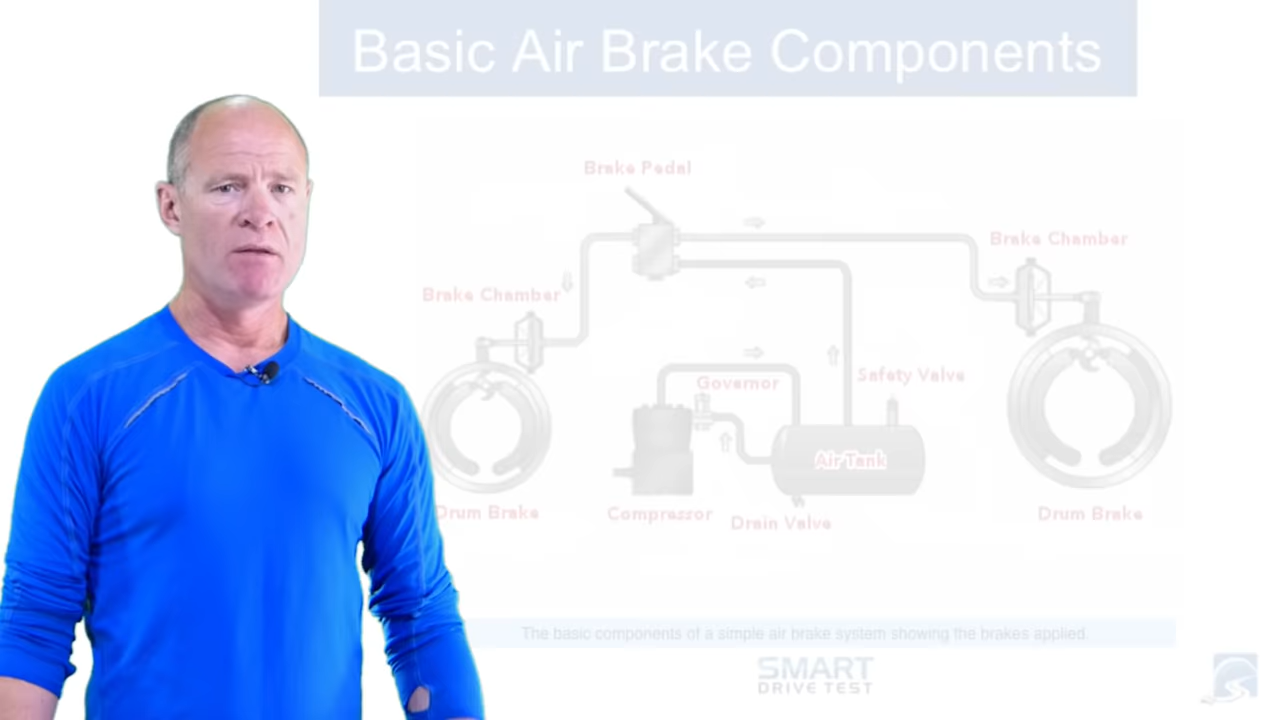 Basic Air Brake Components
Brake Pedal
Brake Chamber
Brake Chamber
Governor
Safety Valve
Air Tank
Drum Brake
Compressor
Drain Valve
Drum Brake
The basic components of a simple air brake system showing the brakes applied.
SMART
DRIVE TEST